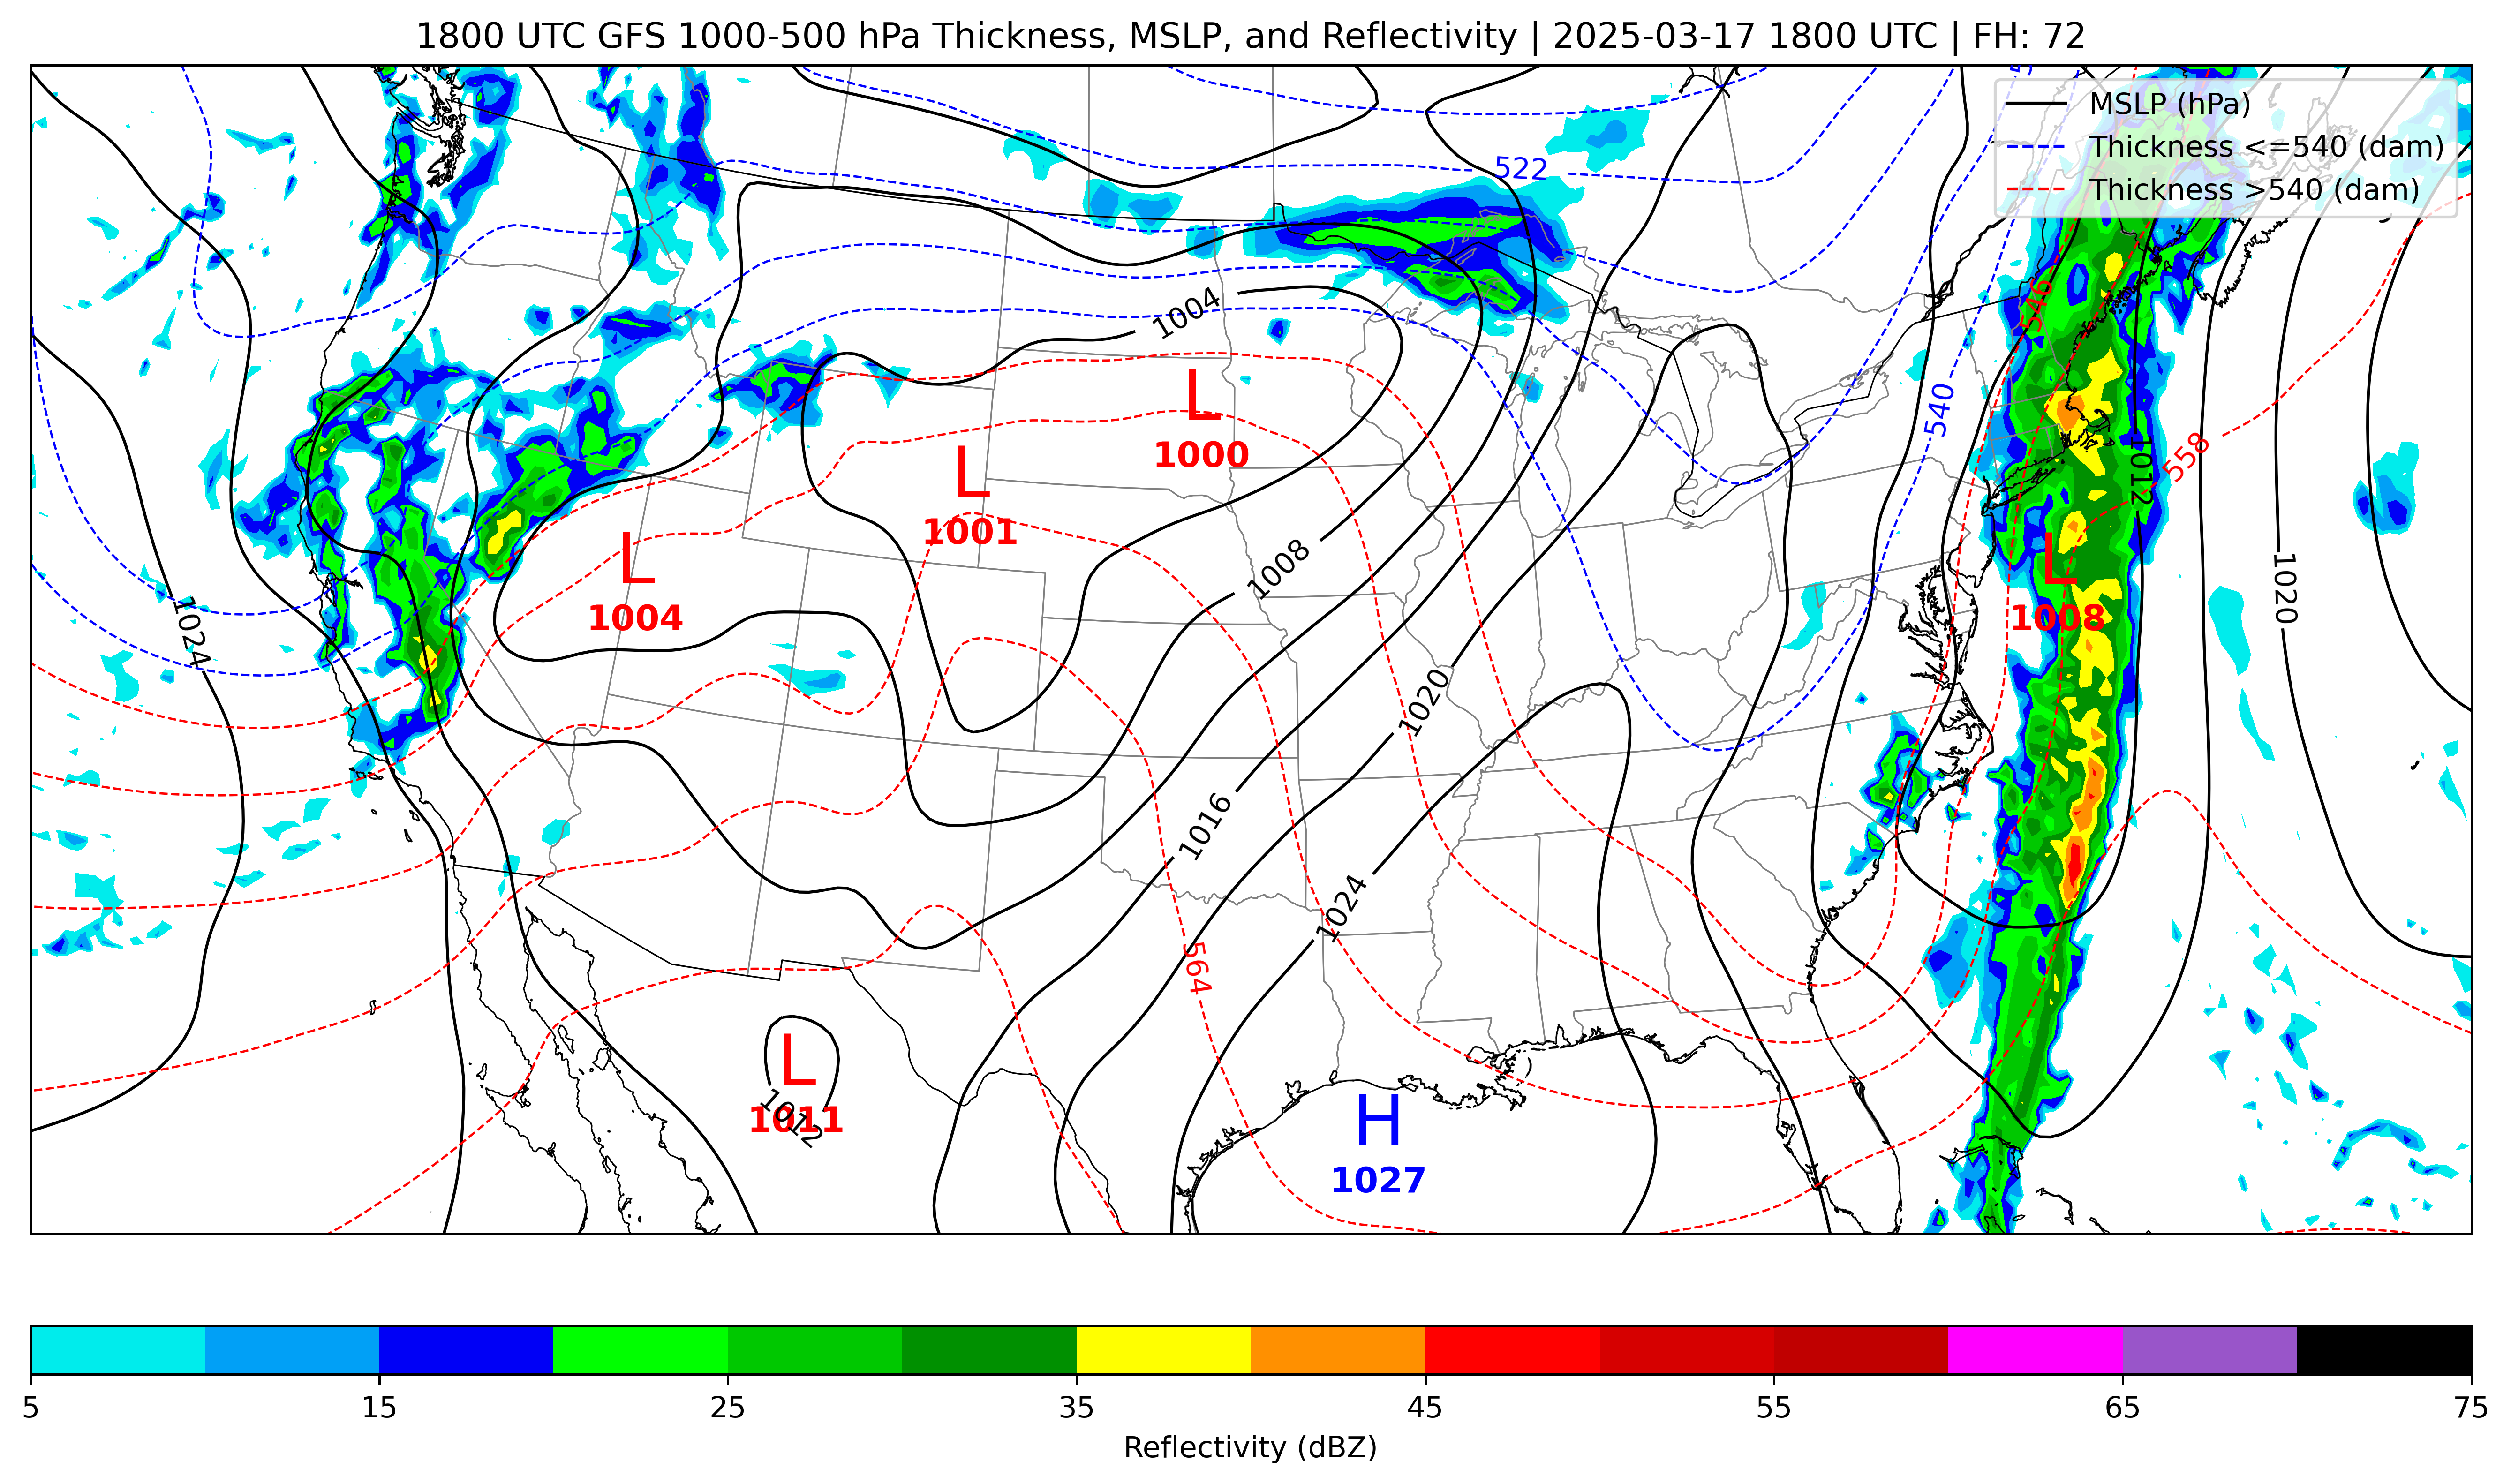 1800 UTC GFS 1000-500 hPa Thickness, MSLP, and Reflectivity | 2025-03-17 1800 UTC | FH: 72
MSLP (hPa)
Thickness <=540 (dam)
Thickness >540 (dam)
522
546
1004
L
1000
540
1012
558
L
1001
L
1004
1008
L
1008
1020
1024
1020
1016
1024
564
L
1011
1012
H
1027
5
15
25
35
45
55
65
75
Reflectivity (dBZ)